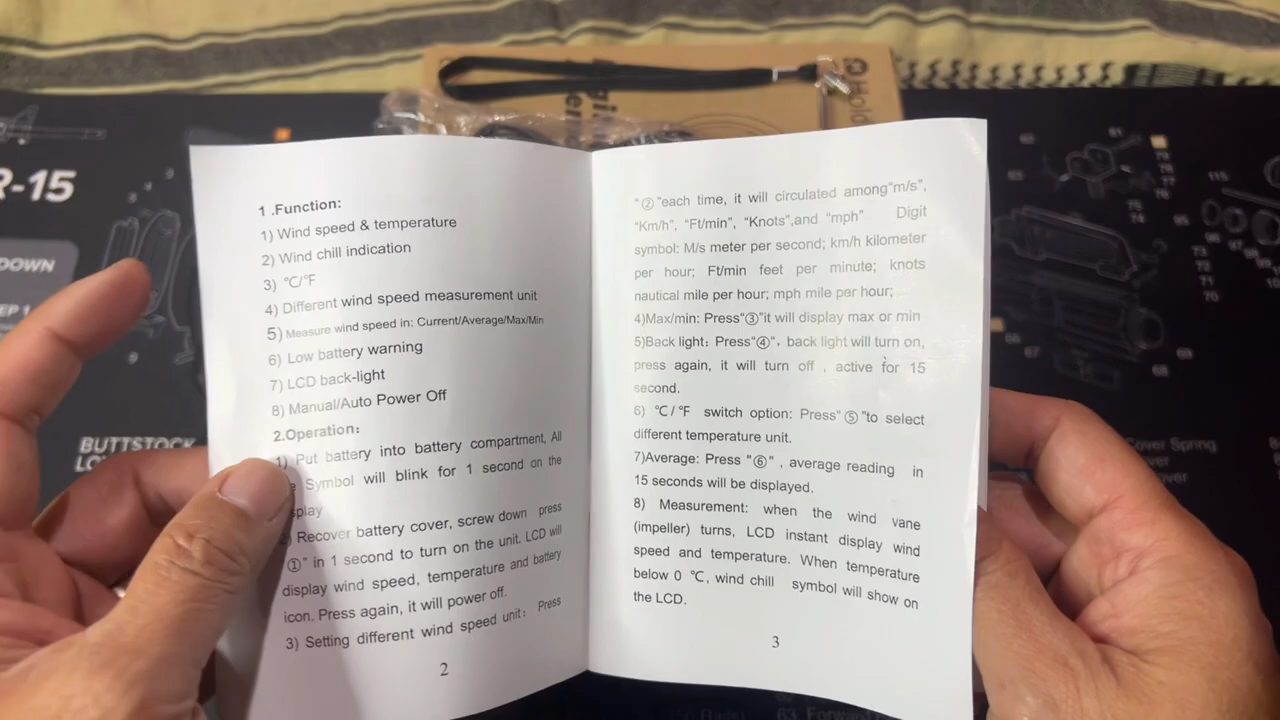 R-15
DOWN
EP 1
9
BUTTSTOCK
Hold
1 .Function:
1) Wind speed & temperature
2) Wind chill indication
3) ℃/℉
4) Different wind speed measurement unit
5) Measure wind speed in: Current/Average/Max/Min
6) Low battery warning
7) LCD back-light
8) Manual/Auto Power Off
2.Operation：
1) Put battery into battery compartment, All
Symbol will blink for 1 second on the
splay
Recover battery cover, screw down press
①" in 1 second to turn on the unit. LCD will
display wind speed, temperature and battery
icon. Press again, it will power off.
3) Setting different wind speed unit：Press
2
"②"each time, it will circulated among"m/s",
"Km/h", "Ft/min", "Knots",and "mph" Digit
symbol: M/s meter per second; km/h kilometer
per hour; Ft/min feet per minute; knots
nautical mile per hour; mph mile per hour;
4)Max/min: Press"③"it will display max or min
5)Back light：Press"④"，back light will turn on,
press again, it will turn off , active for 15
second.
6) ℃/℉ switch option: Press"⑤"to select
different temperature unit.
7)Average: Press "⑥" , average reading in
15 seconds will be displayed.
8) Measurement: when the wind vane
(impeller) turns, LCD instant display wind
speed and temperature. When temperature
below 0 ℃, wind chill symbol will show on
the LCD.
3
115
Cover Spring